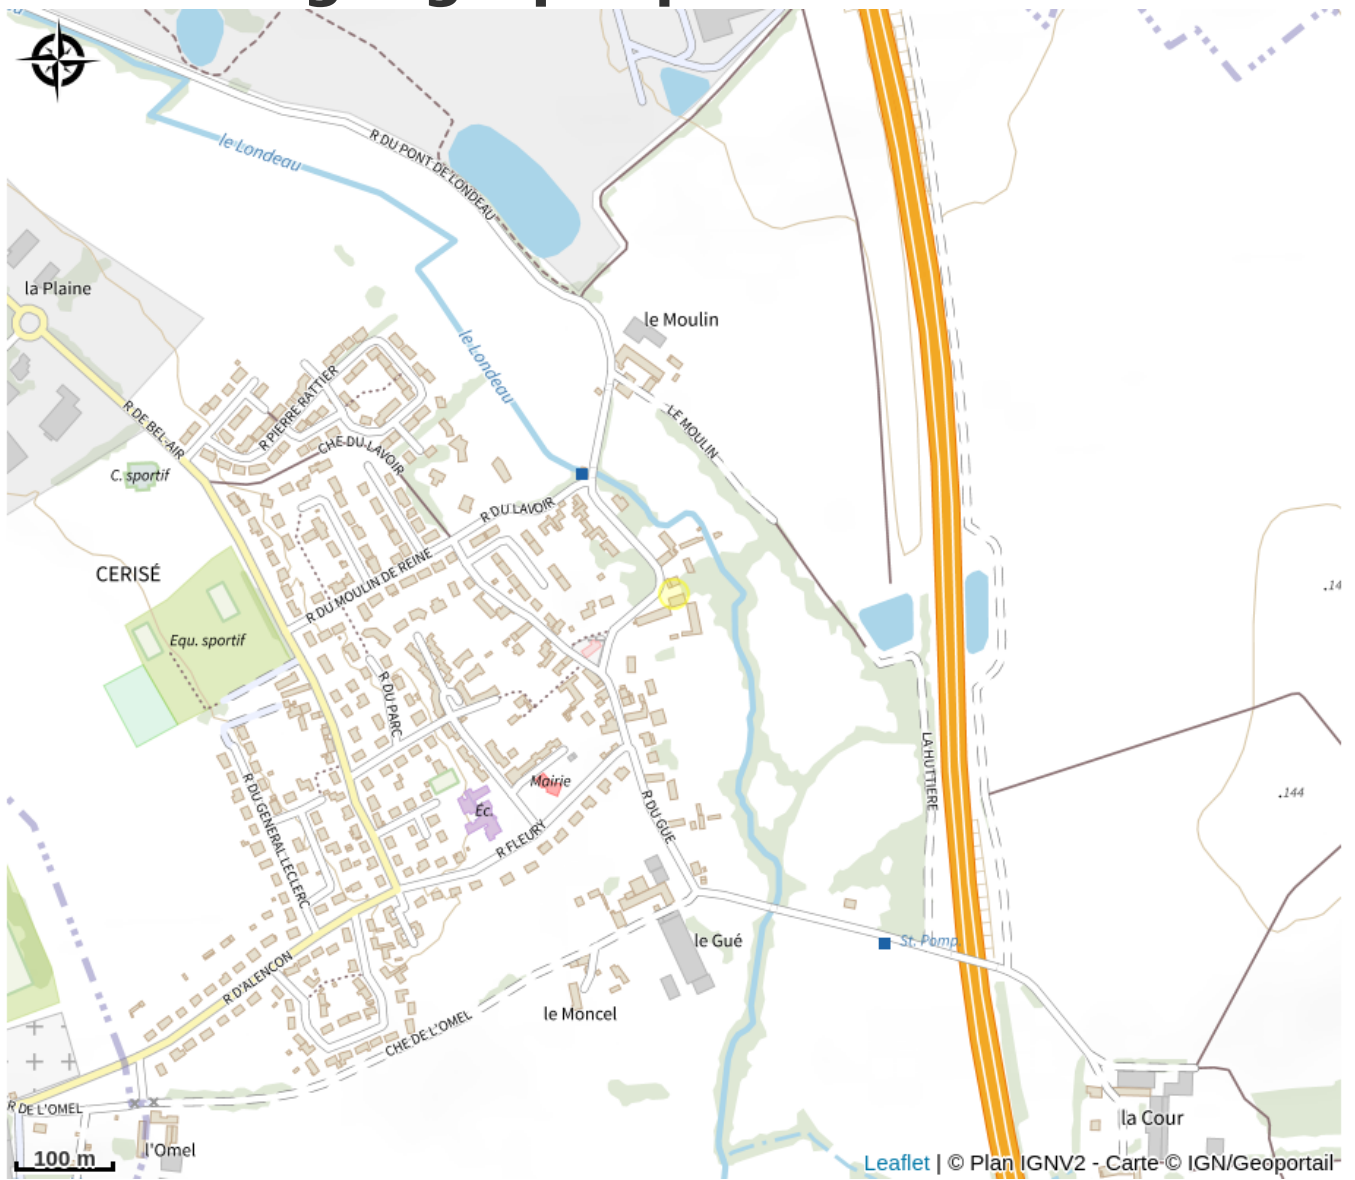 R DU PONT DE LONDEAU
le Londeau
la Plaine
le Moulin
le Londeau
R PIERRE RATTIER
R DE BEL-AIR
CHE DU LAVOIR
LE MOULIN
C. sportif
R DU LAVOIR
CERISÉ
R DU MOULIN DE REINE
.14
Equ. sportif
R DU PARC
LA HUTTIERE
Mairie
.144
R DU GENERAL LECLERC
Ec.
R DU GUE
R FLEURY
le Gué
St. Pomp.
R D'ALENCON
le Moncel
CHE DE L'OMEL
R DE L'OMEL
la Cour
l'Omel
100 m
Leaflet | © Plan IGNV2 - Carte © IGN/Geoportail